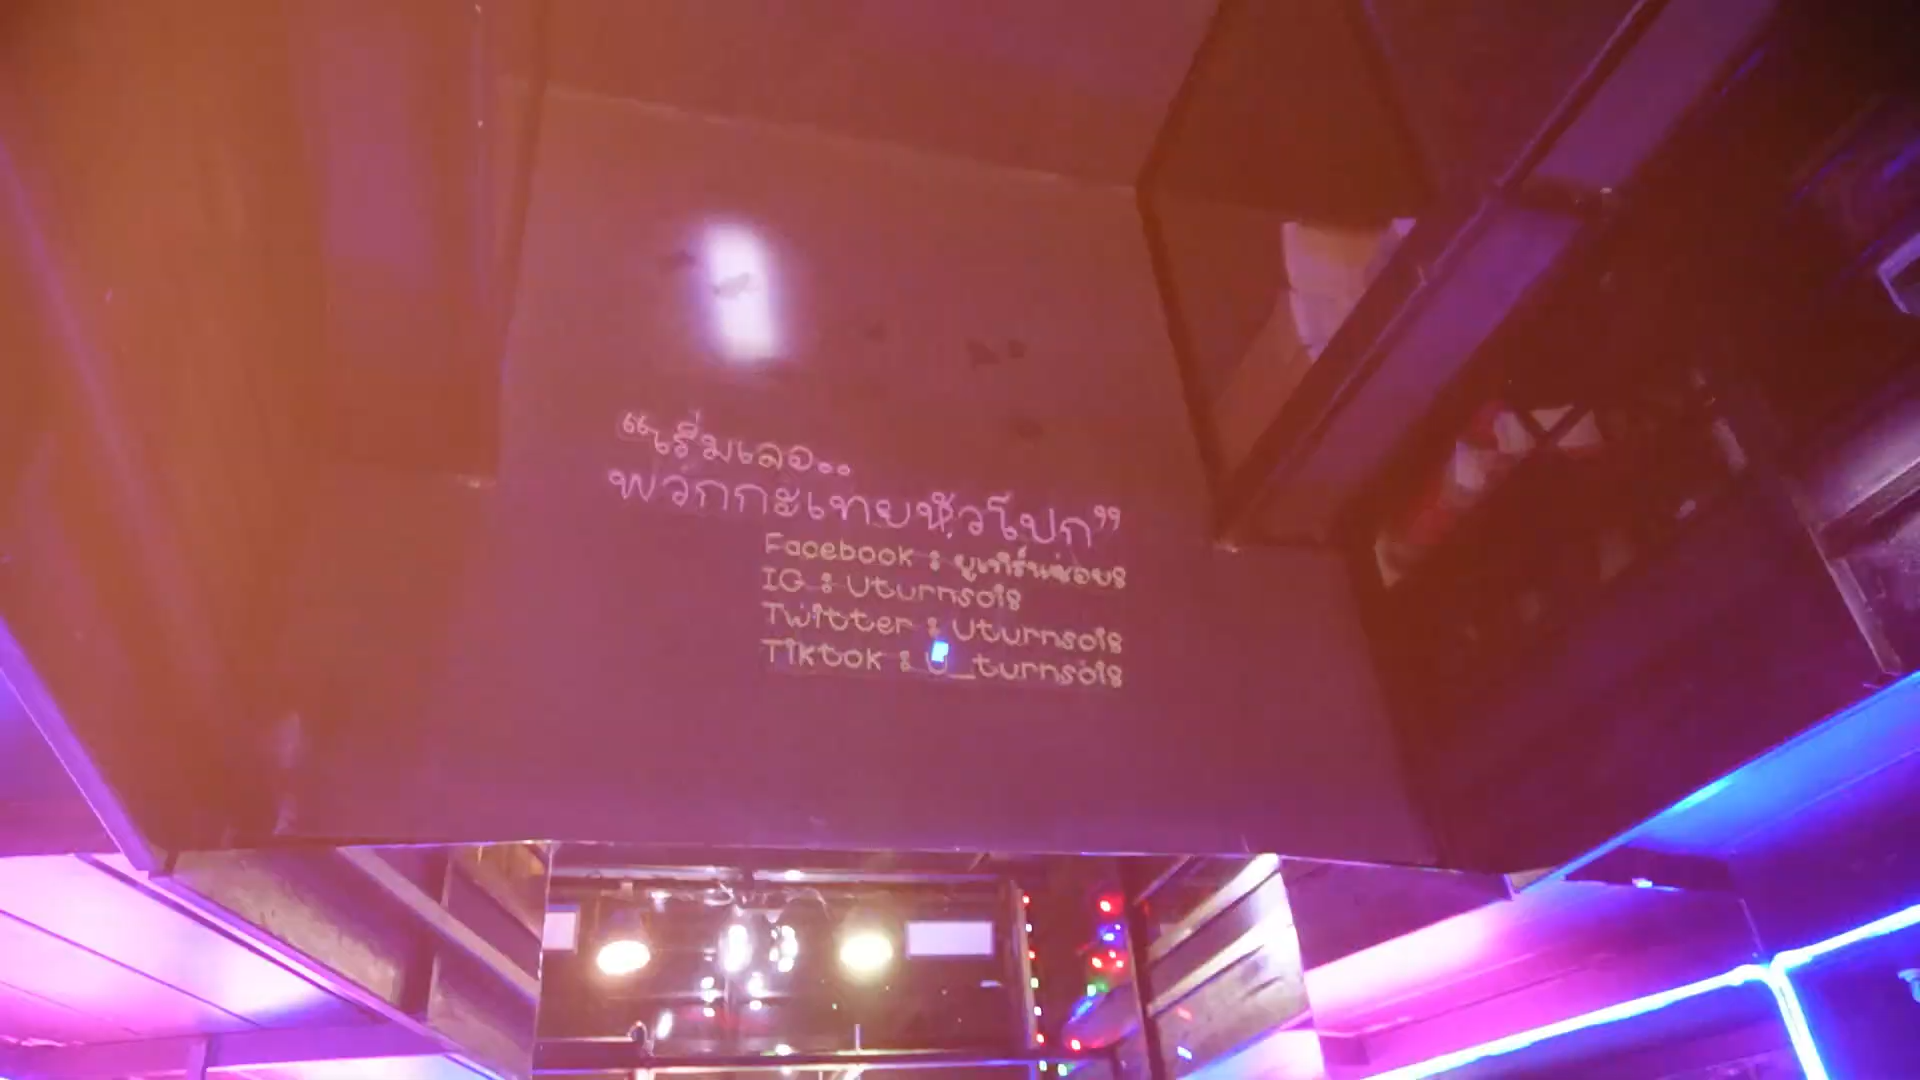 “เริ่มเลอ..
พวกกะเทยหัวโปก”
Facebook : ยูเทิร์นซ่อย8
IG : Uturnsoi8
Twitter : Uturnsoi8
Tiktok : U_turnsoi8